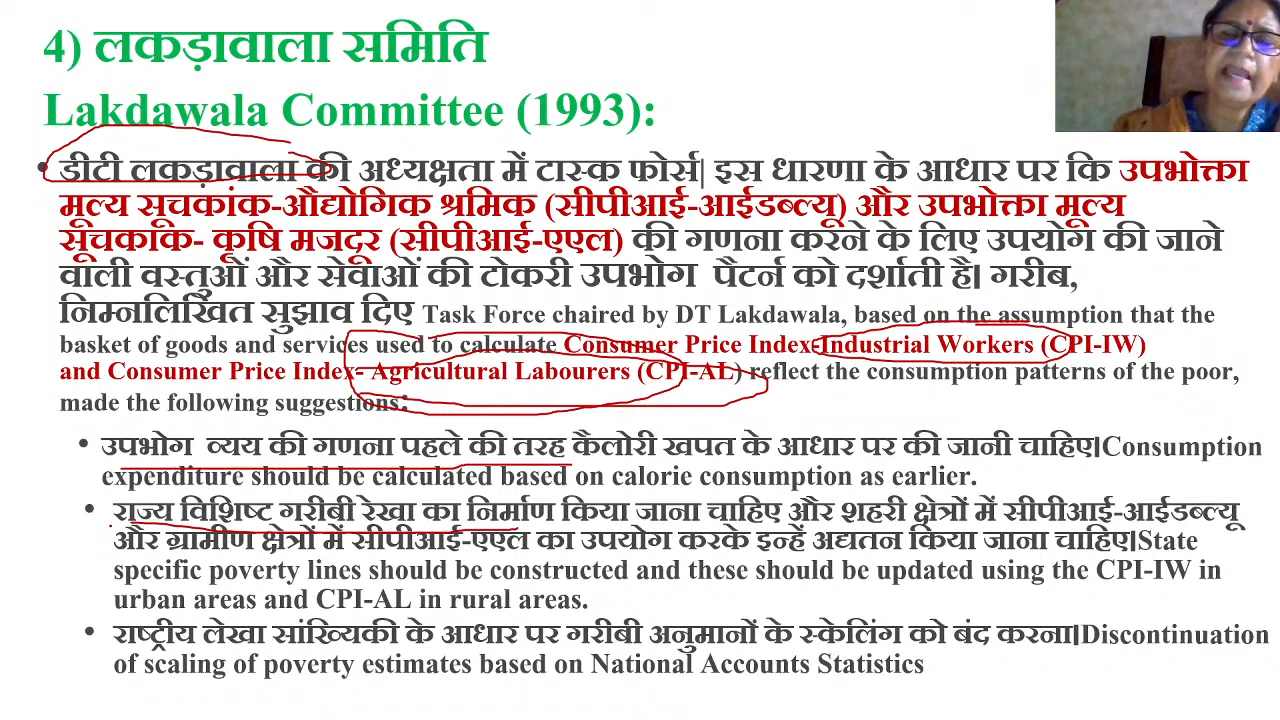 4) लकड़ावाला समिति
Lakdawala Committee (1993):
• डीटी लकड़ावाला की अध्यक्षता में टास्क फोर्स| इस धारणा के आधार पर कि उपभोक्ता
मूल्य सूचकांक-औद्योगिक श्रमिक (सीपीआई-आईडब्ल्यू) और उपभोक्ता मूल्य
सूचकांक- कृषि मजदूर (सीपीआई-एएल) की गणना करने के लिए उपयोग की जाने
वाली वस्तुओं और सेवाओं की टोकरी उपभोग पैटर्न को दर्शाती है। गरीब,
निम्नलिखित सुझाव दिए Task Force chaired by DT Lakdawala, based on the assumption that the
basket of goods and services used to calculate Consumer Price Index-Industrial Workers (CPI-IW)
and Consumer Price Index- Agricultural Labourers (CPI-AL) reflect the consumption patterns of the poor,
made the following suggestions:
• उपभोग व्यय की गणना पहले की तरह कैलोरी खपत के आधार पर की जानी चाहिए।Consumption
expenditure should be calculated based on calorie consumption as earlier.
• राज्य विशिष्ट गरीबी रेखा का निर्माण किया जाना चाहिए और शहरी क्षेत्रों में सीपीआई-आईडब्ल्यू
और ग्रामीण क्षेत्रों में सीपीआई-एएल का उपयोग करके इन्हें अद्यतन किया जाना चाहिए।State
specific poverty lines should be constructed and these should be updated using the CPI-IW in
urban areas and CPI-AL in rural areas.
• राष्ट्रीय लेखा सांख्यिकी के आधार पर गरीबी अनुमानों के स्केलिंग को बंद करना।Discontinuation
of scaling of poverty estimates based on National Accounts Statistics